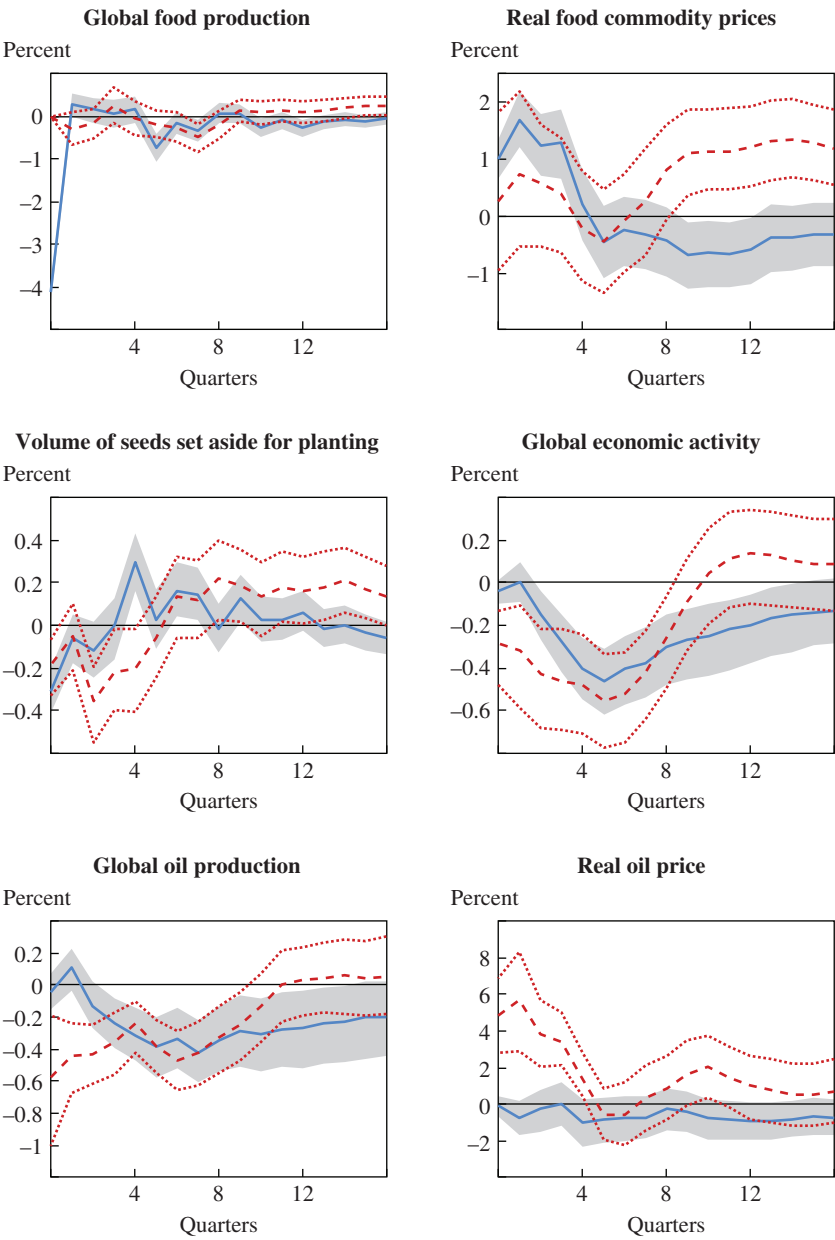 Global food production
Percent
0
−1
−2
−3
−4
4 8 12
Quarters
Real food commodity prices
Percent
2
1
0
−1
4 8 12
Quarters
Volume of seeds set aside for planting
Percent
0.4
0.2
0
−0.2
−0.4
4 8 12
Quarters
Global economic activity
Percent
0.2
0
−0.2
−0.4
−0.6
4 8 12
Quarters
Global oil production
Percent
0.2
0
−0.2
−0.4
−0.6
−0.8
−1
4 8 12
Quarters
Real oil price
Percent
8
6
4
2
0
−2
4 8 12
Quarters